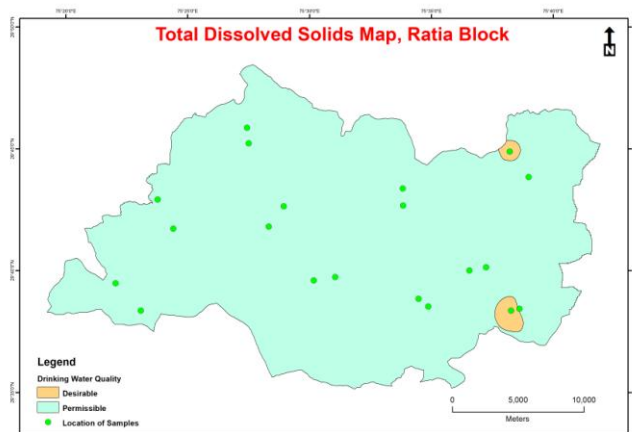 Total Dissolved Solids Map, Ratia Block
N
Legend
Drinking Water Quality
Desirable
Permissible
Location of Samples
0 5,000 10,000
Meters